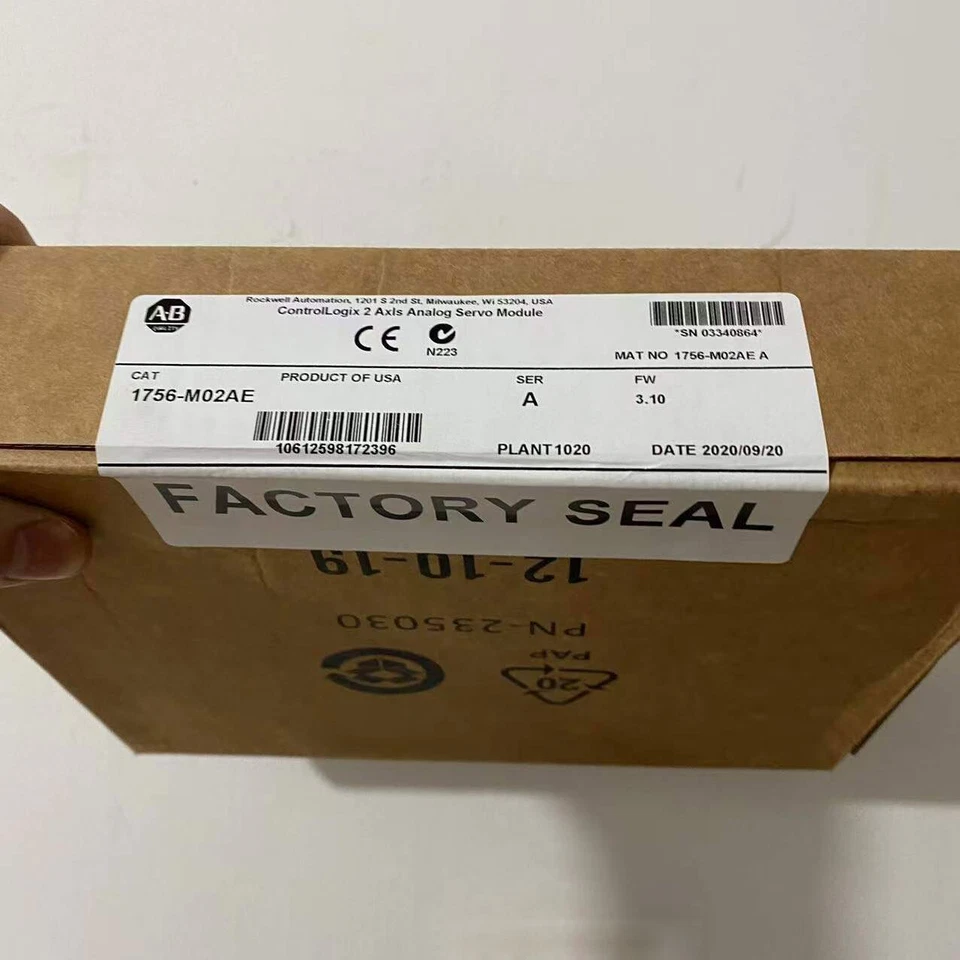 A-B
QUALITY
Rockwell Automation, 1201 S 2nd St, Milwaukee, Wi 53204, USA
ControlLogix 2 AxIs Analog Servo Module
CE
N223
*SN 03340864*
MAT NO 1756-M02AE A
CAT
1756-M02AE
PRODUCT OF USA
10612598172396
SER
A
FW
3.10
PLANT 1020
DATE 2020/09/20
FACTORY SEAL
12-10-19
PN-235030
PAP
20